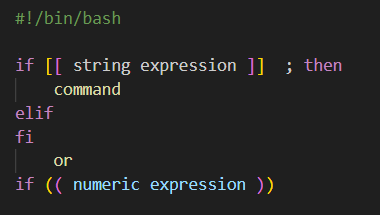 #!/bin/bash
if [[ string expression ]]  ; then
    command
elif
fi
    or
if (( numeric expression ))